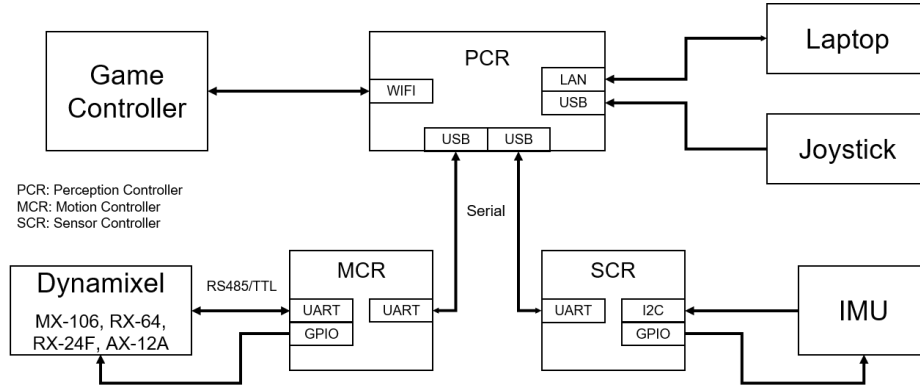 Game
Controller
PCR
WIFI
LAN
USB
USB
USB
Laptop
Joystick
PCR: Perception Controller
MCR: Motion Controller
SCR: Sensor Controller
Serial
Dynamixel
MX-106, RX-64,
RX-24F, AX-12A
RS485/TTL
MCR
UART
UART
GPIO
SCR
UART
I2C
GPIO
IMU